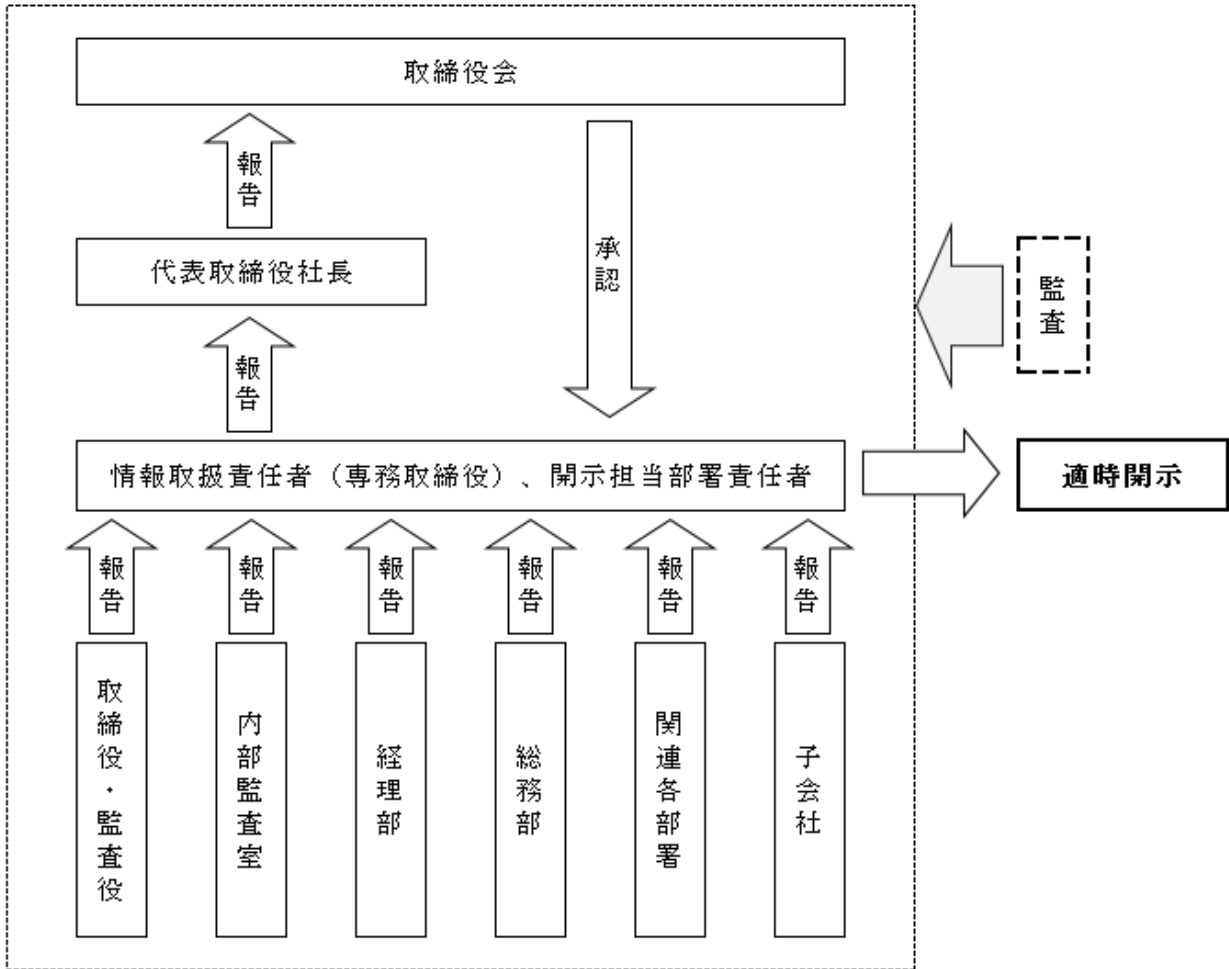 取締役会
報告
承認
代表取締役社長
監査
報告
情報取扱責任者（専務取締役）、開示担当部署責任者
適時開示
報告
報告
報告
報告
報告
報告
取締役・監査役
内部監査室
経理部
総務部
関連各部署
子会社